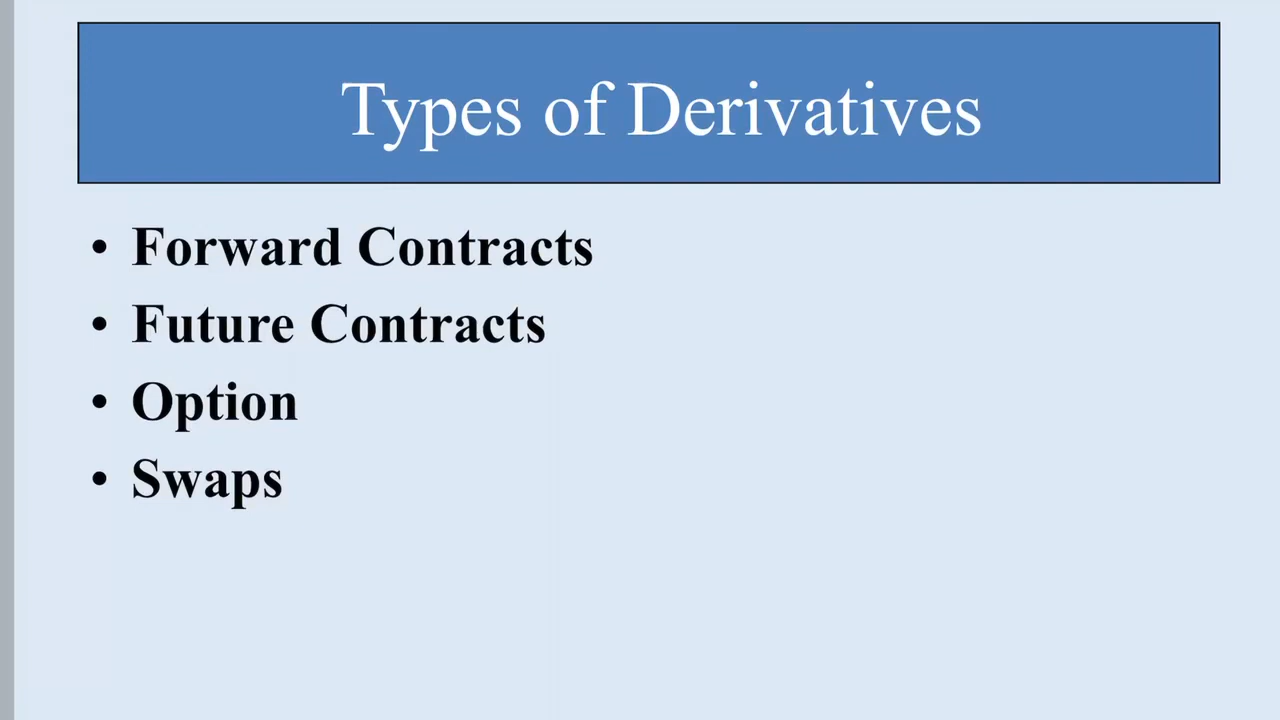 Types of Derivatives
• Forward Contracts
• Future Contracts
• Option
• Swaps